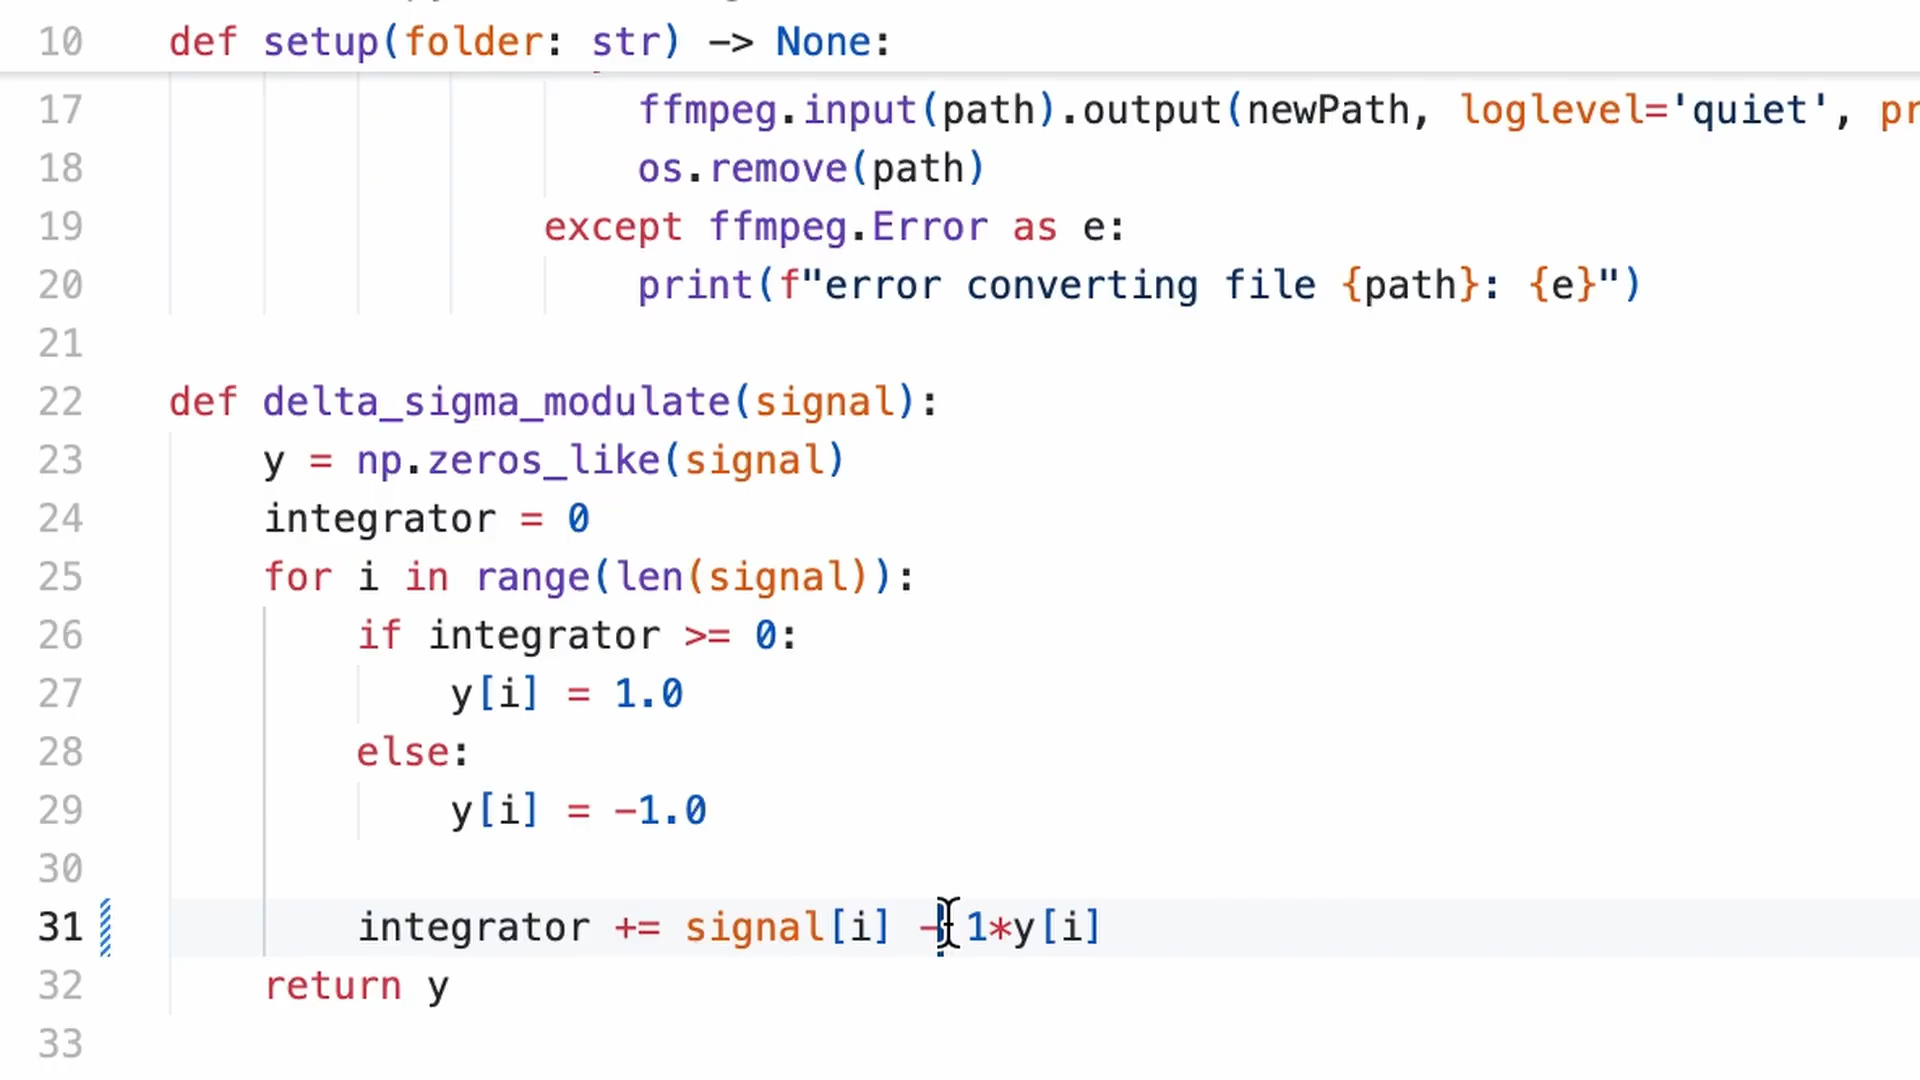 10 def setup(folder: str) -> None:
17 ffmpeg.input(path).output(newPath, loglevel='quiet', pr
18 os.remove(path)
19 except ffmpeg.Error as e:
20 print(f"error converting file {path}: {e}")
21
22 def delta_sigma_modulate(signal):
23 y = np.zeros_like(signal)
24 integrator = 0
25 for i in range(len(signal)):
26 if integrator >= 0:
27 y[i] = 1.0
28 else:
29 y[i] = -1.0
30
31 integrator += signal[i] - 1*y[i]
32 return y
33